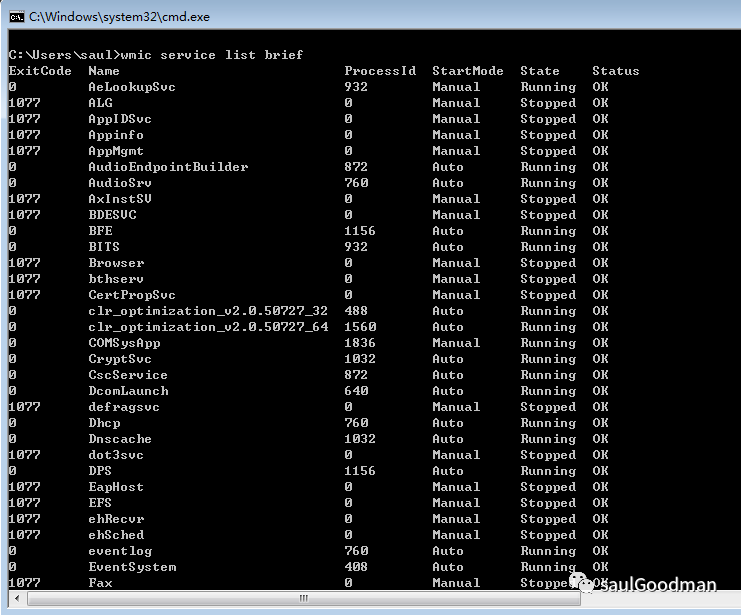 C:\Windows\system32\cmd.exe
C:\Users\saul>wmic service list brief
ExitCode Name ProcessId StartMode State Status
0 AeLookupSvc 932 Manual Running OK
1077 ALG 0 Manual Stopped OK
1077 AppIDSvc 0 Manual Stopped OK
1077 Appinfo 0 Manual Stopped OK
1077 AppMgmt 0 Manual Stopped OK
0 AudioEndpointBuilder 872 Auto Running OK
0 AudioSrv 760 Auto Running OK
1077 AxInstSV 0 Manual Stopped OK
1077 BDESVC 0 Manual Stopped OK
0 BFE 1156 Auto Running OK
0 BITS 932 Auto Running OK
1077 Browser 0 Manual Stopped OK
1077 bthserv 0 Manual Stopped OK
1077 CertPropSvc 0 Manual Stopped OK
0 clr_optimization_v2.0.50727_32 488 Auto Running OK
0 clr_optimization_v2.0.50727_64 1560 Auto Running OK
0 COMSysApp 1836 Manual Running OK
0 CryptSvc 1032 Auto Running OK
0 CscService 872 Auto Running OK
0 DcomLaunch 640 Auto Running OK
1077 defragsvc 0 Manual Stopped OK
0 Dhcp 760 Auto Running OK
0 Dnscache 1032 Auto Running OK
1077 dot3svc 0 Manual Stopped OK
0 DPS 1156 Auto Running OK
1077 EapHost 0 Manual Stopped OK
1077 EFS 0 Manual Stopped OK
1077 ehRecvr 0 Manual Stopped OK
1077 ehSched 0 Manual Stopped OK
0 eventlog 760 Auto Running OK
0 EventSystem 408 Auto Running OK
1077 Fax 0 Manual Stopped OK
saulGoodman